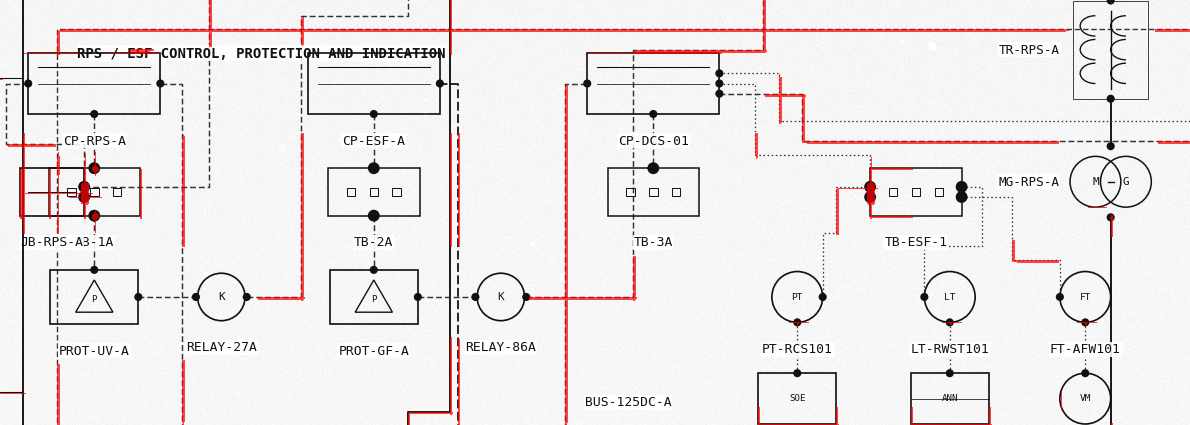 RPS / ESF CONTROL, PROTECTION AND INDICATION
TR-RPS-A
CP-RPS-A
CP-ESF-A
CP-DCS-01
MG-RPS-A
M
G
JB-RPS-A
TB-2A
TB-3A
TB-ESF-1
P
K
P
K
PT
LT
FT
PROT-UV-A
RELAY-27A
PROT-GF-A
RELAY-86A
PT-RCS101
LT-RWST101
FT-AFW101
BUS-125DC-A
SOE
ANN
VM